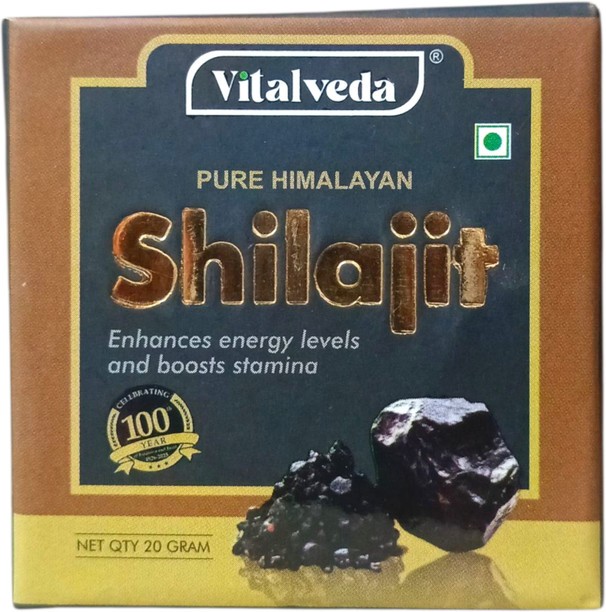 Vitalveda
®
PURE HIMALAYAN
Shilajit
Enhances energy levels
and boosts stamina
CELEBRATING
100
YEAR
NET QTY 20 GRAM